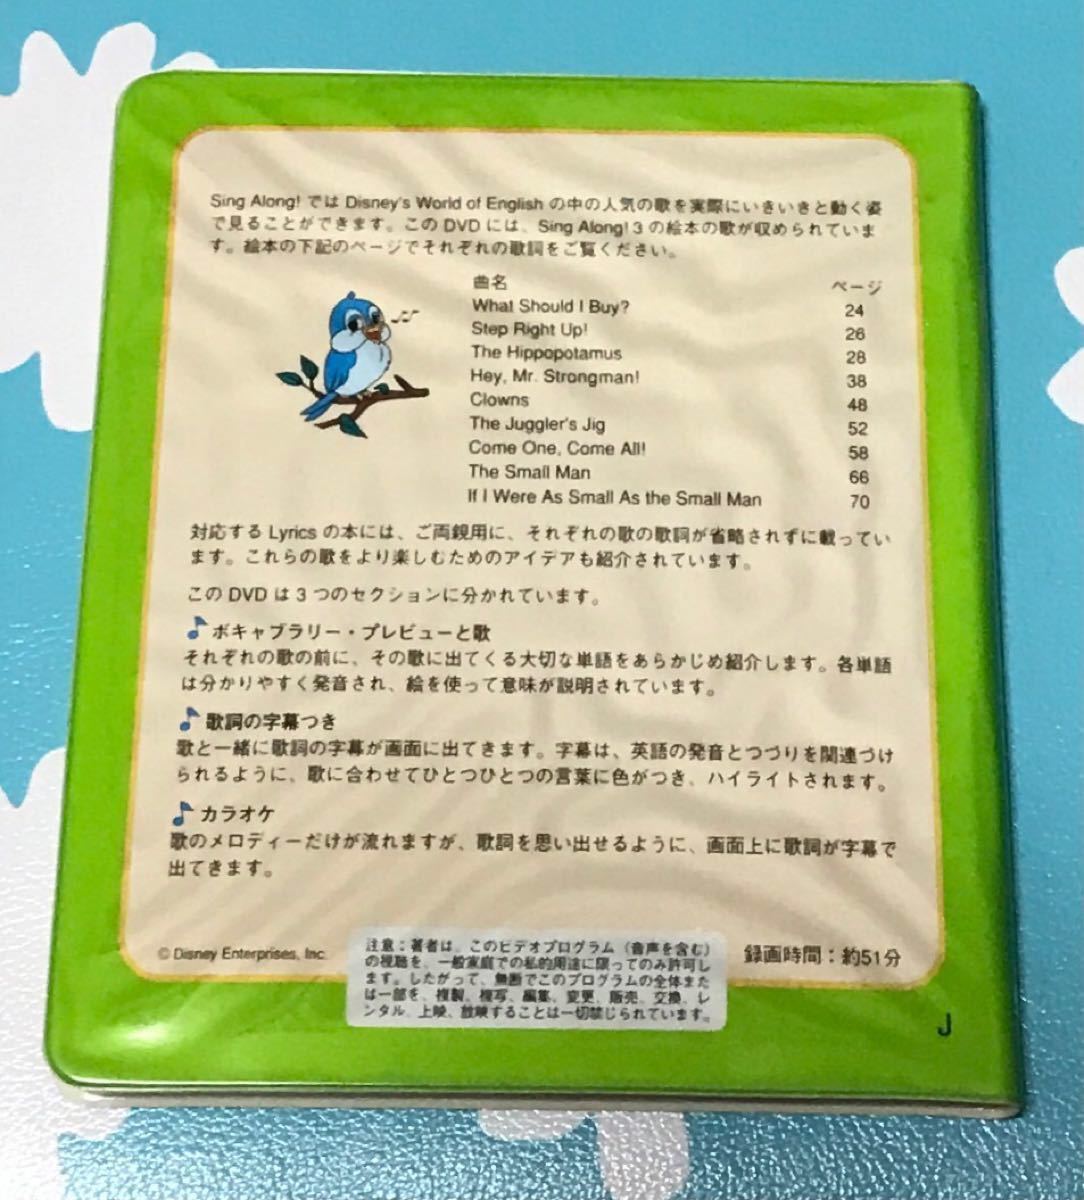 Sing Along! では Disney's World of English の中の人気の歌を実際にいきいきと動く姿
で見ることができます。この DVD には、Sing Along! 3 の絵本の歌が収められていま
す。絵本の下記のページでそれぞれの歌詞をご覧ください。
曲名 ページ
What Should I Buy? 24
Step Right Up! 26
The Hippopotamus 28
Hey, Mr. Strongman! 38
Clowns 48
The Juggler's Jig 52
Come One, Come All! 58
The Small Man 66
If I Were As Small As the Small Man 70
対応する Lyrics の本には、ご両親用に、それぞれの歌の歌詞が省略されずに載ってい
ます。これらの歌をより楽しむためのアイデアも紹介されています。
この DVD は 3 つのセクションに分かれています。
ボキャブラリー・プレビューと歌
それぞれの歌の前に、その歌に出てくる大切な単語をあらかじめ紹介します。各単語
は分かりやすく発音され、絵を使って意味が説明されています。
歌詞の字幕つき
歌と一緒に歌詞の字幕が画面に出てきます。字幕は、英語の発音とつづりを関連づけ
られるように、歌に合わせてひとつひとつの言葉に色がつき、ハイライトされます。
カラオケ
歌のメロディーだけが流れますが、歌詞を思い出せるように、画面上に歌詞が字幕で
出てきます。
© Disney Enterprises, Inc.
注意：著者は、このビデオプログラム（音声を含む）
の視聴を、一般家庭での私的用途に限ってのみ許可し
ます。したがって、無断でこのプログラムの全体また
は一部を、複製、複写、編集、変更、販売、交換、レ
ンタル、上映、放映することは一切禁じられています。
録画時間：約51分
J